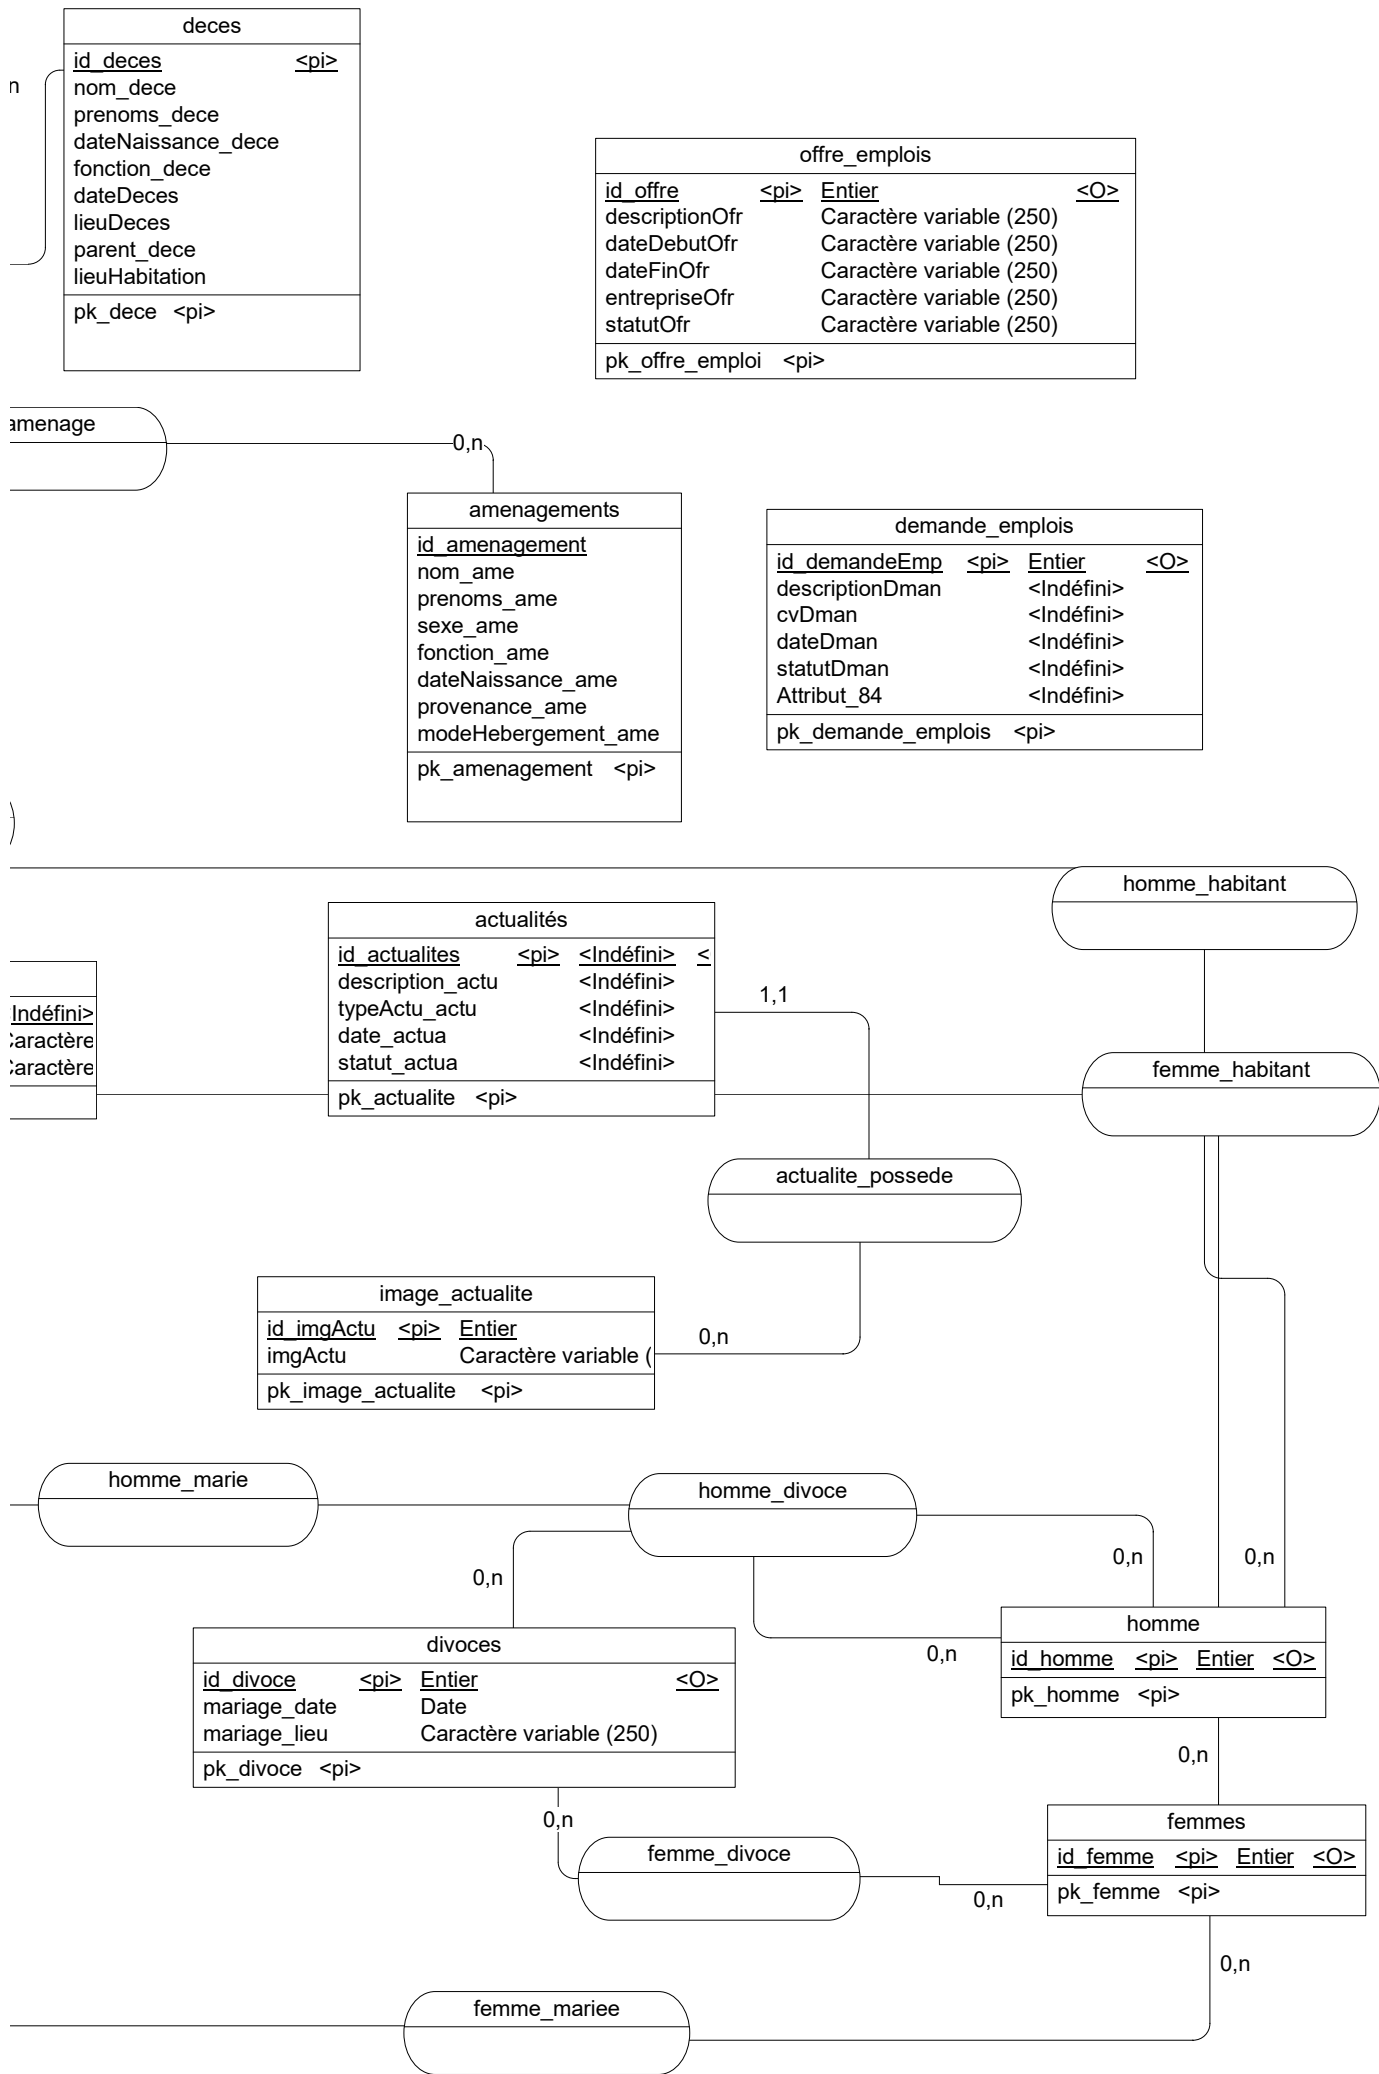 deces
id_deces <pi>
nom_dece
prenoms_dece
dateNaissance_dece
fonction_dece
dateDeces
lieuDeces
parent_dece
lieuHabitation
pk_dece <pi>
n
offre_emplois
id_offre <pi> Entier <O>
descriptionOfr Caractère variable (250)
dateDebutOfr Caractère variable (250)
dateFinOfr Caractère variable (250)
entrepriseOfr Caractère variable (250)
statutOfr Caractère variable (250)
pk_offre_emploi <pi>
amenage
0,n
amenagements
id_amenagement
nom_ame
prenoms_ame
sexe_ame
fonction_ame
dateNaissance_ame
provenance_ame
modeHebergement_ame
pk_amenagement <pi>
demande_emplois
id_demandeEmp <pi> Entier <O>
descriptionDman <Indéfini>
cvDman <Indéfini>
dateDman <Indéfini>
statutDman <Indéfini>
Attribut_84 <Indéfini>
pk_demande_emplois <pi>
homme_habitant
actualités
id_actualites <pi> <Indéfini> <
description_actu <Indéfini>
typeActu_actu <Indéfini>
date_actua <Indéfini>
statut_actua <Indéfini>
pk_actualite <pi>
1,1
Indéfini>
Caractère
Caractère
femme_habitant
actualite_possede
image_actualite
id_imgActu <pi> Entier
imgActu Caractère variable (
pk_image_actualite <pi>
0,n
homme_marie
homme_divoce
0,n
0,n
0,n
0,n
divoces
id_divoce <pi> Entier <O>
mariage_date Date
mariage_lieu Caractère variable (250)
pk_divoce <pi>
homme
id_homme <pi> Entier <O>
pk_homme <pi>
0,n
0,n
femme_divoce
0,n
femmes
id_femme <pi> Entier <O>
pk_femme <pi>
0,n
femme_mariee